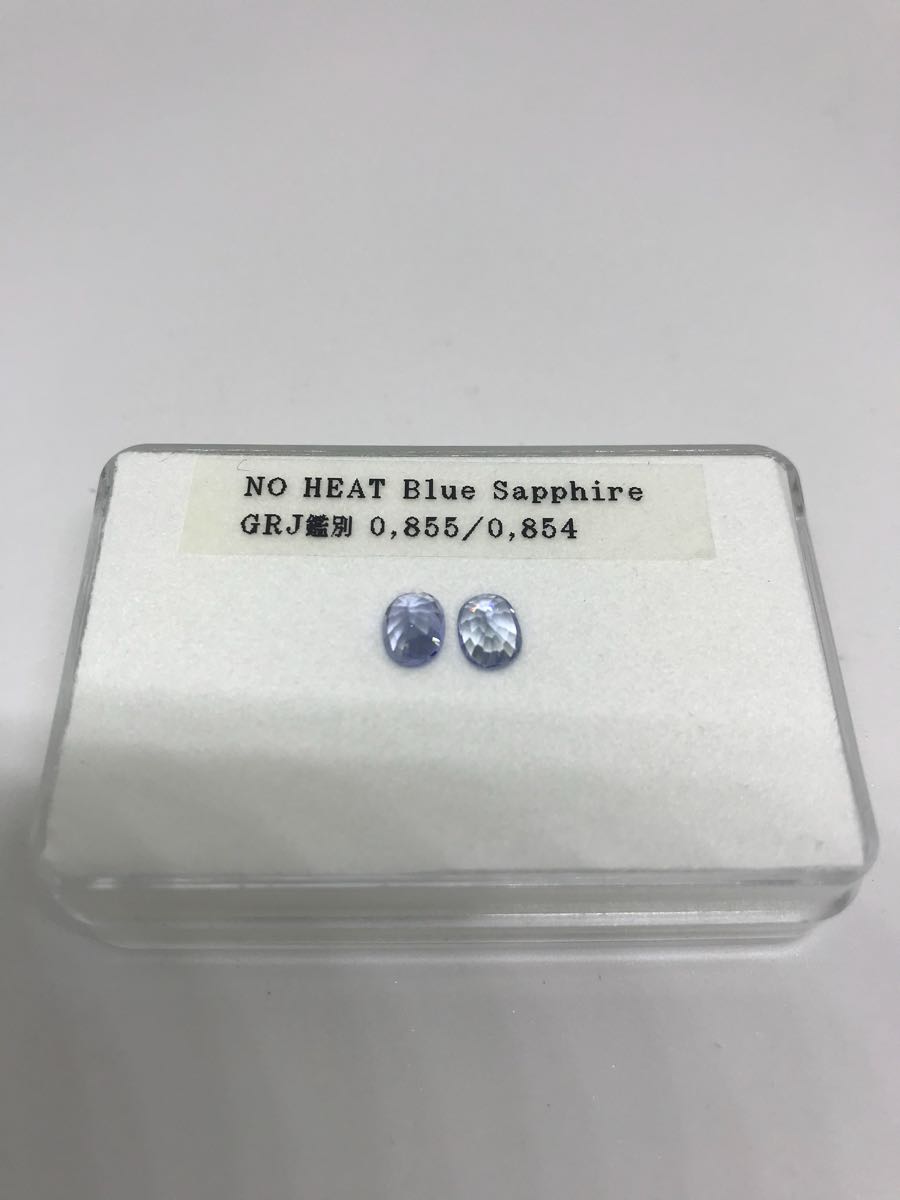 NO HEAT Blue Sapphire
GRJ鑑別 0,855/0,854